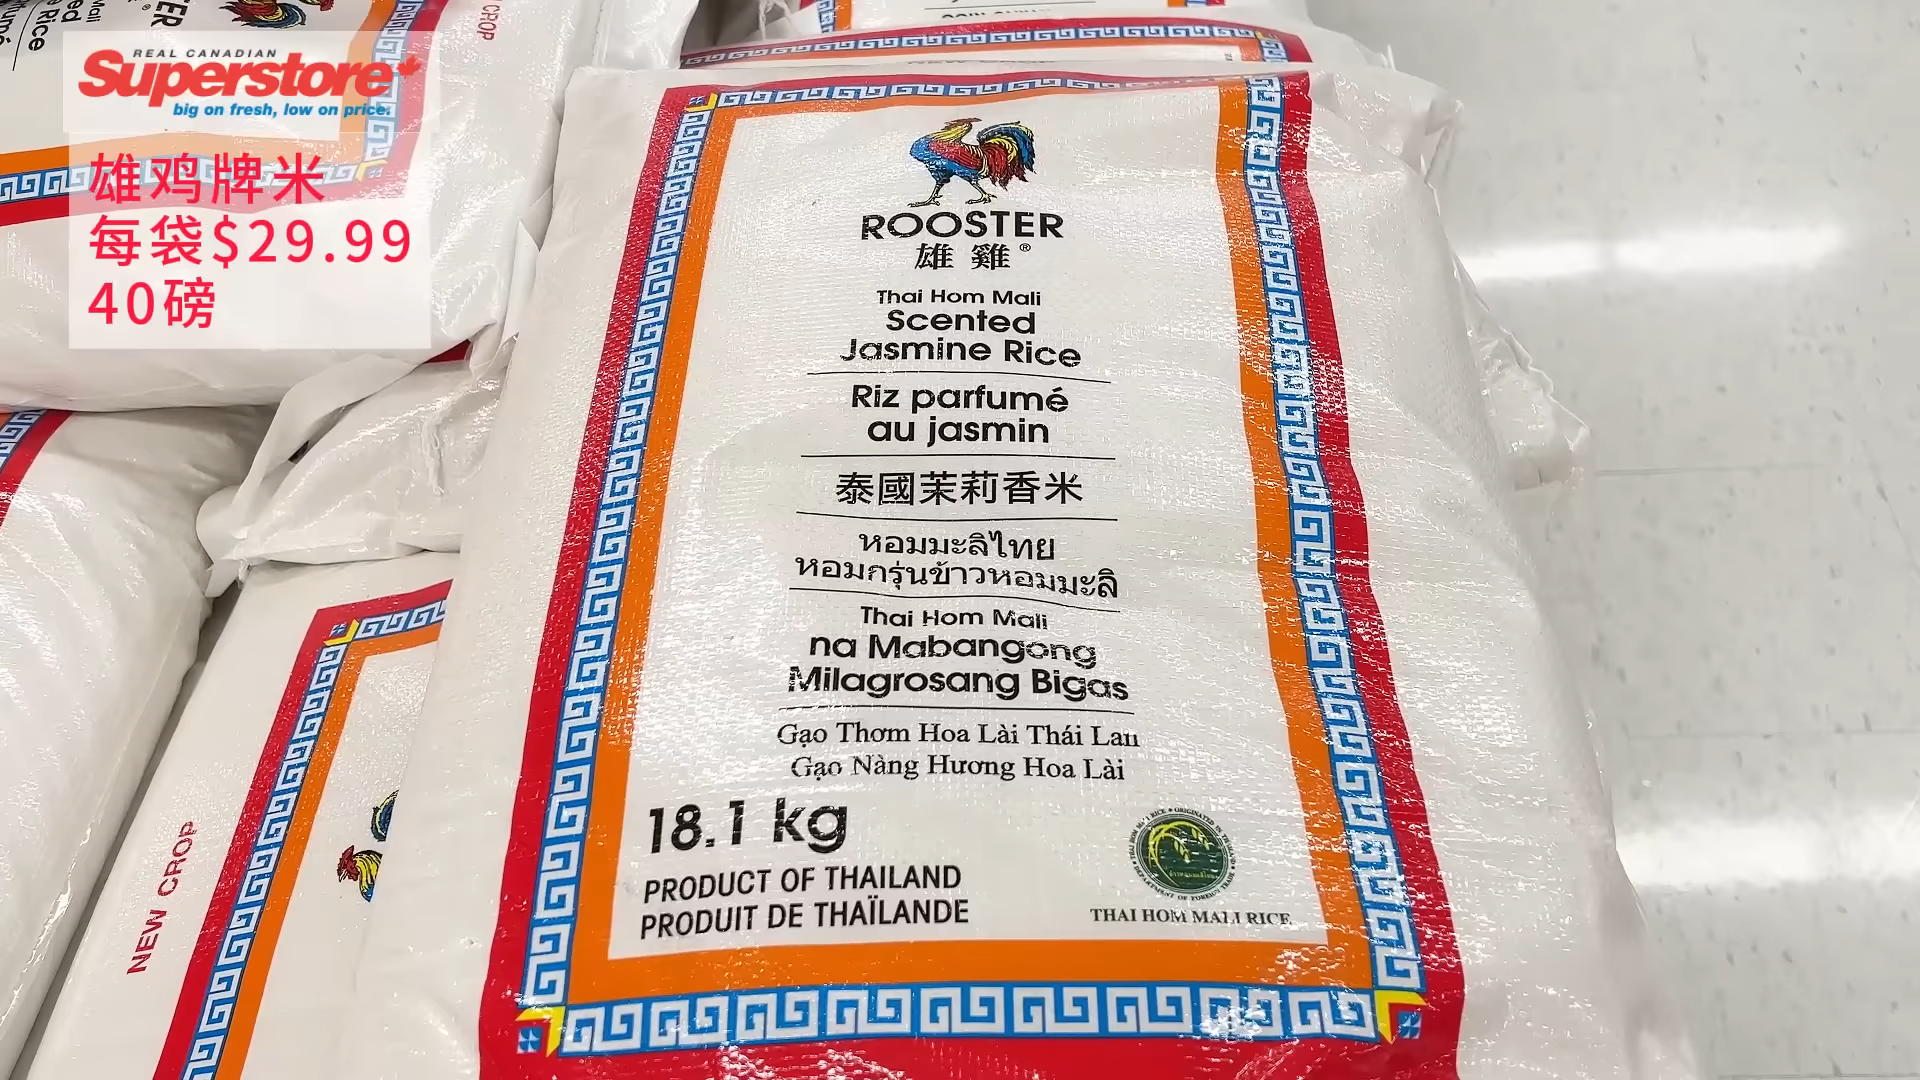 REAL CANADIAN
Superstore
big on fresh, low on price.
雄鸡牌米
每袋$29.99
40磅
ROOSTER
雄雞®
Thai Hom Mali
Scented
Jasmine Rice
Riz parfumé
au jasmin
泰國茉莉香米
หอมมะลิไทย
หอมกรุ่นข้าวหอมมะลิ
Thai Hom Mali
na Mabangong
Milagrosang Bigas
Gạo Thơm Hoa Lài Thái Lan
Gạo Nàng Hương Hoa Lài
18.1 kg
PRODUCT OF THAILAND
PRODUIT DE THAÏLANDE
THAI HOM MALI RICE
NEW CROP
CROP
Rice